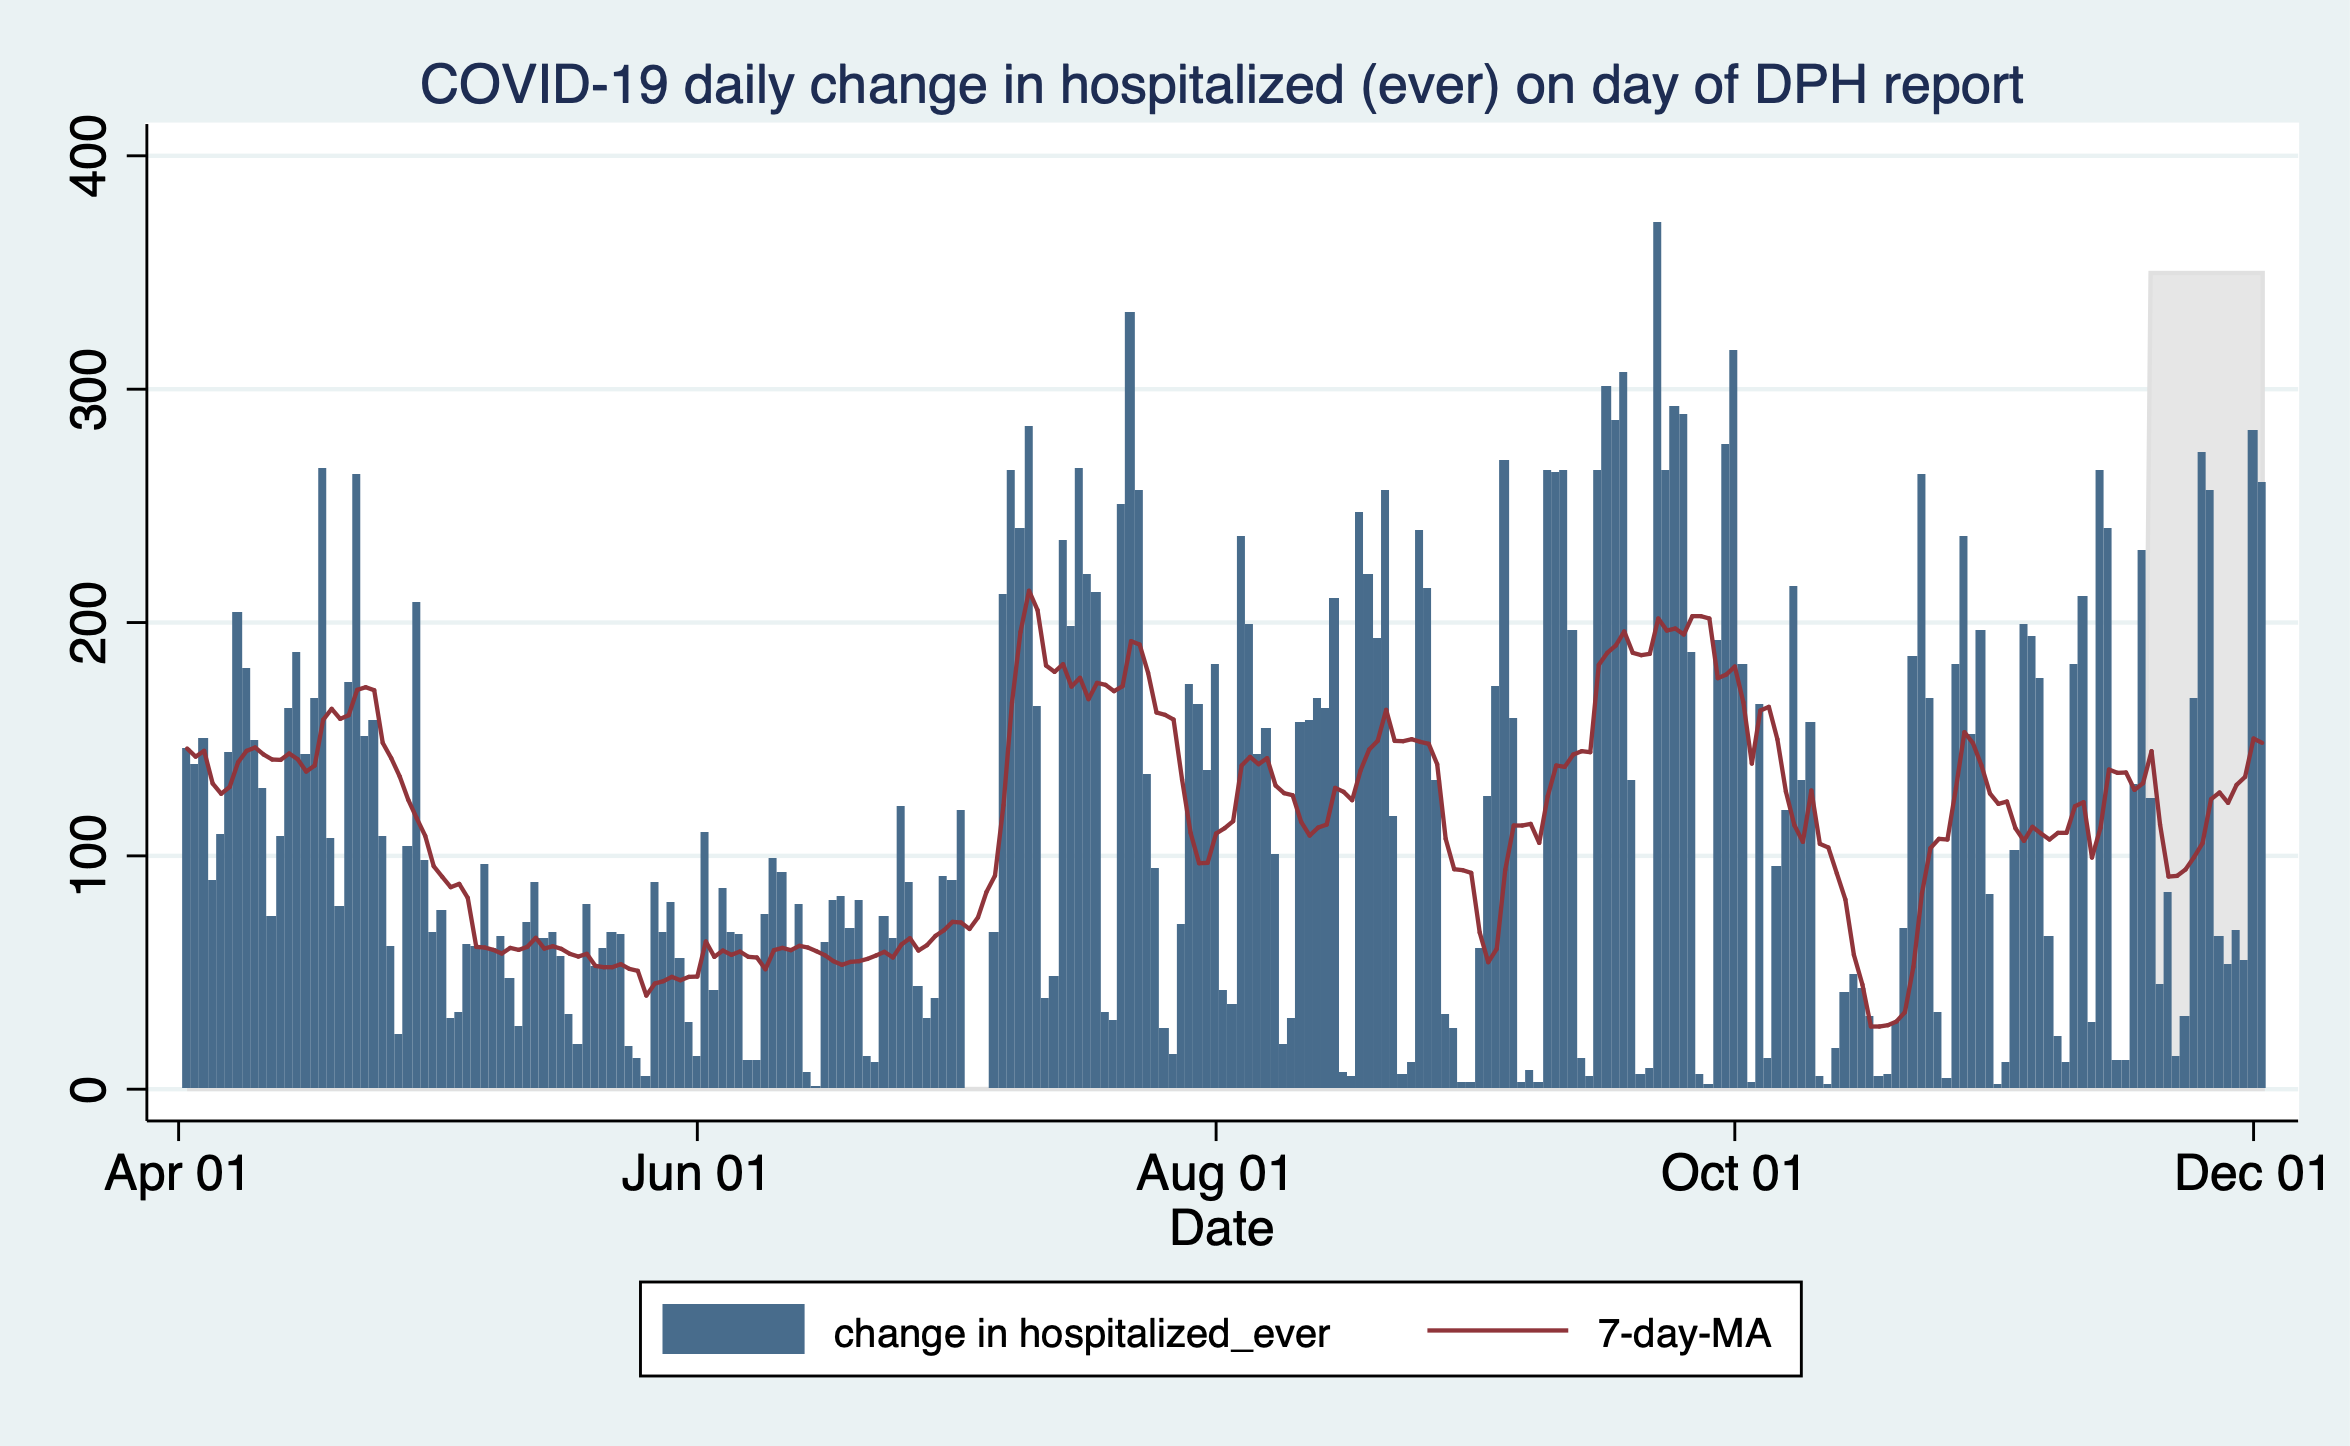 COVID-19 daily change in hospitalized (ever) on day of DPH report
400
300
200
100
0
Apr 01 Jun 01 Aug 01 Oct 01 Dec 01
Date
change in hospitalized_ever 7-day-MA